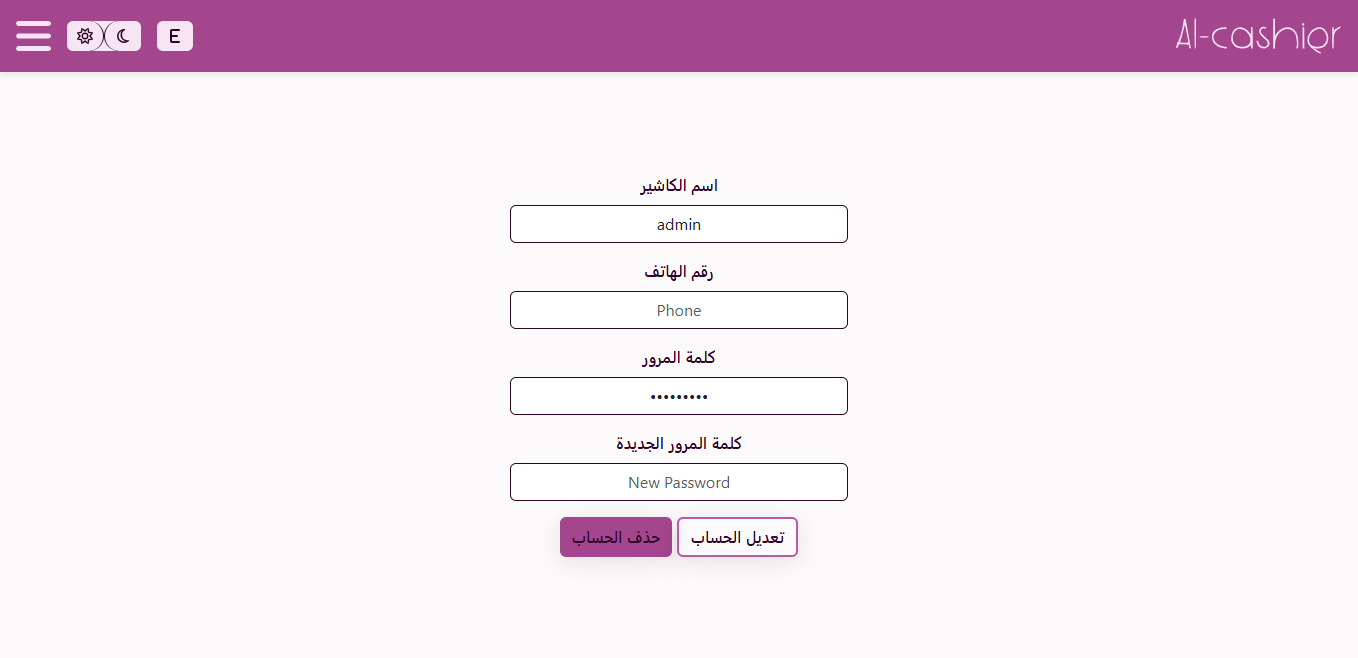 Al-cashier
E
اسم الكاشير
admin
رقم الهاتف
Phone
كلمة المرور
•••••••••
كلمة المرور الجديدة
New Password
تعديل الحساب
حذف الحساب